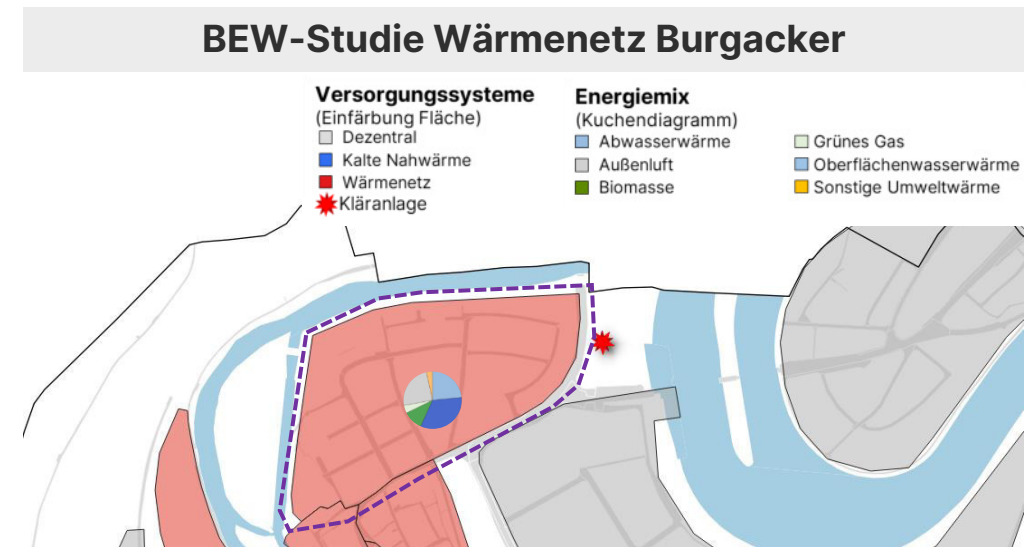 BEW-Studie Wärmenetz Burgacker
Versorgungssysteme
(Einfärbung Fläche)
Dezentral
Kalte Nahwärme
Wärmenetz
Kläranlage
Energiemix
(Kuchendiagramm)
Abwasserwärme
Außenluft
Biomasse
Grünes Gas
Oberflächenwasserwärme
Sonstige Umweltwärme